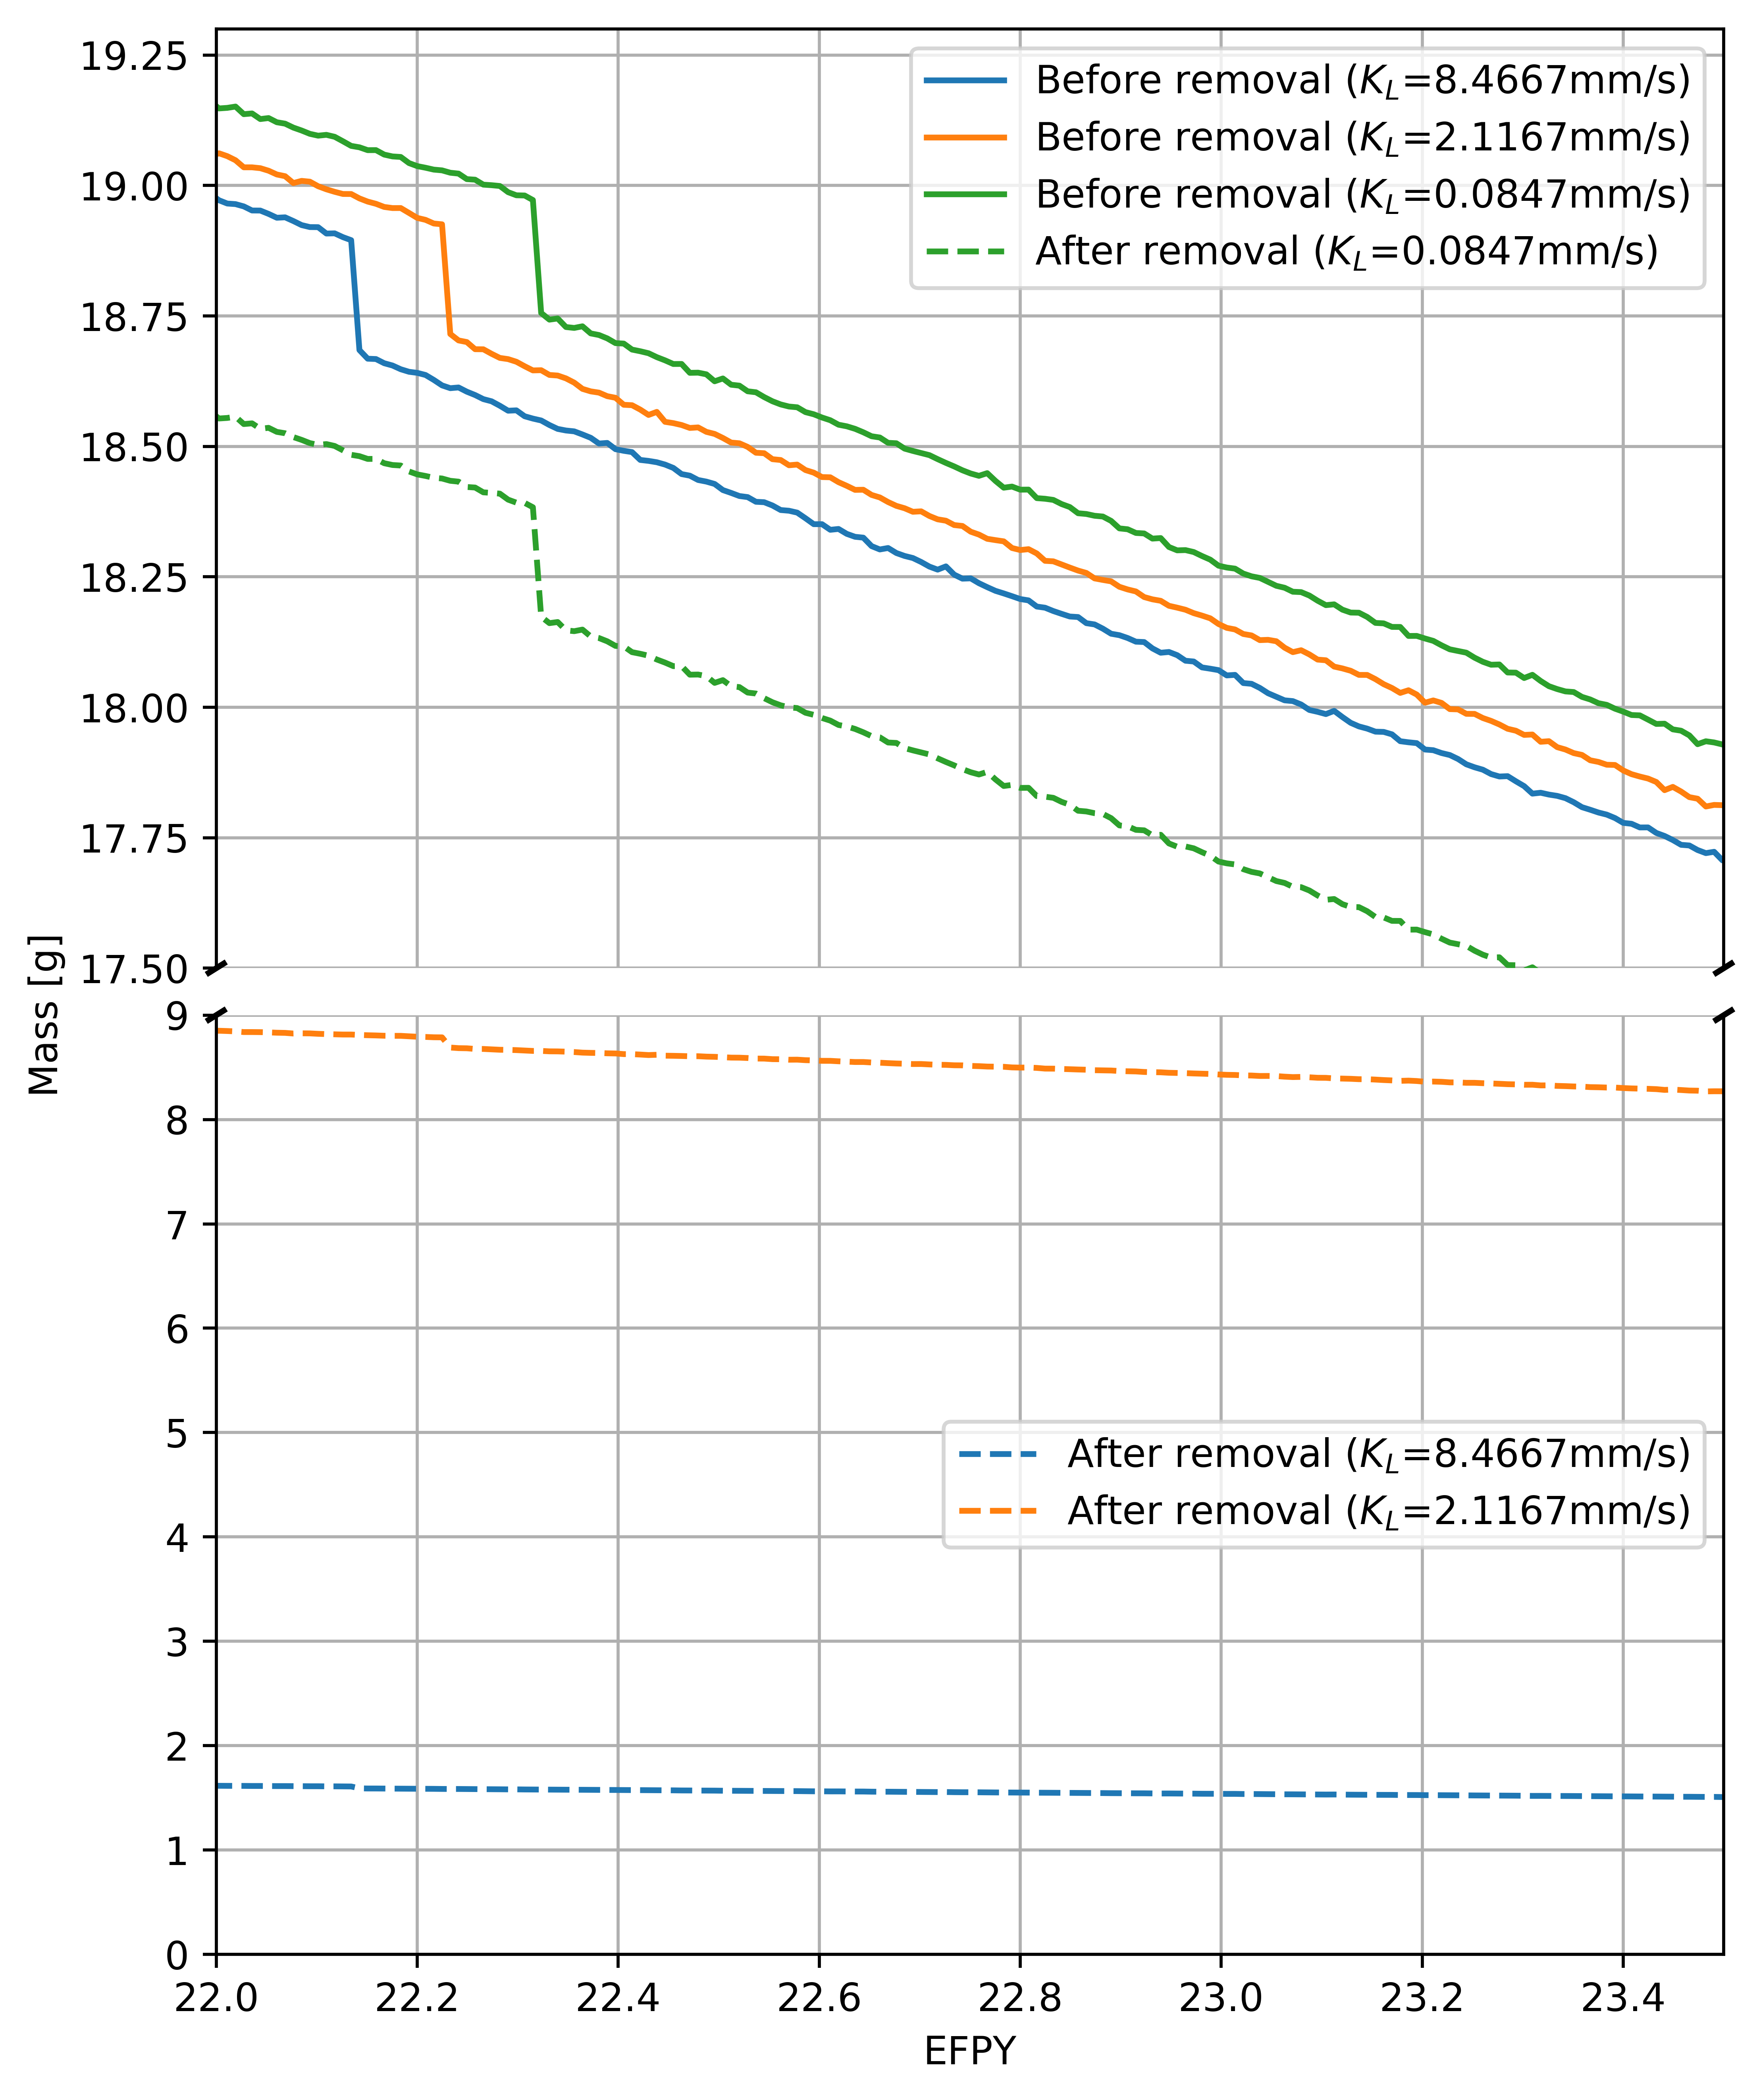 19.25
19.00
18.75
18.50
18.25
18.00
17.75
17.50
Before removal (K_L=8.4667mm/s)
Before removal (K_L=2.1167mm/s)
Before removal (K_L=0.0847mm/s)
After removal (K_L=0.0847mm/s)
Mass [g]
9
8
7
6
5
4
3
2
1
0
After removal (K_L=8.4667mm/s)
After removal (K_L=2.1167mm/s)
22.0 22.2 22.4 22.6 22.8 23.0 23.2 23.4
EFPY